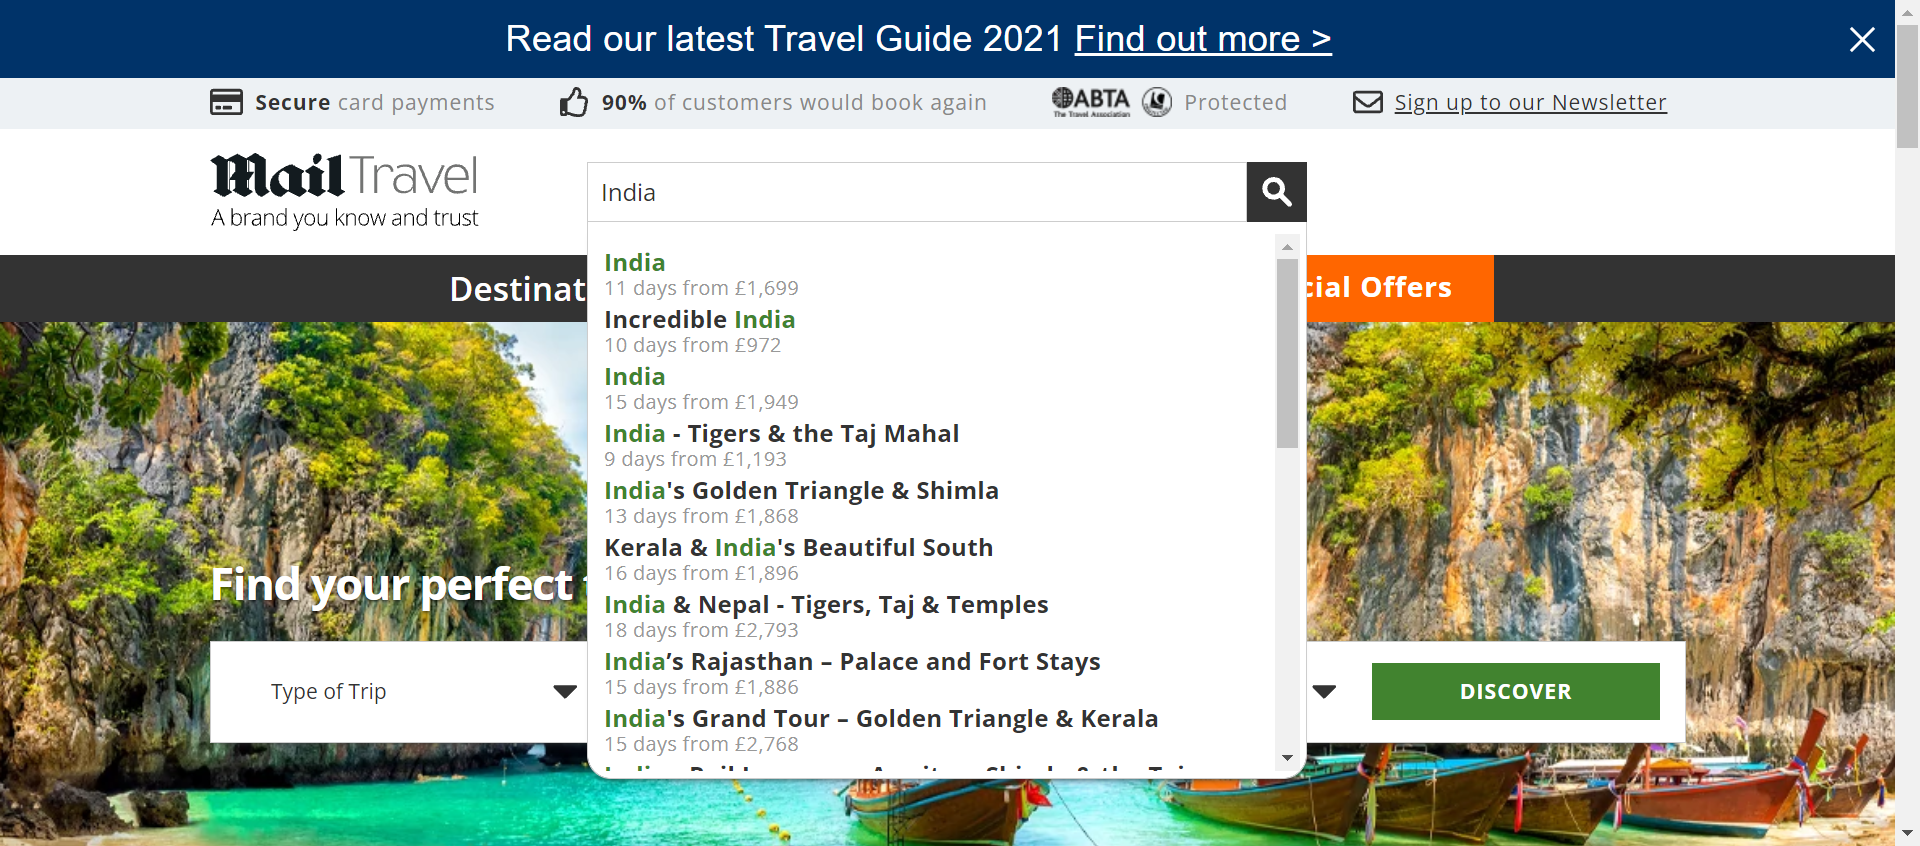 Read our latest Travel Guide 2021 Find out more >
Secure card payments
90% of customers would book again
ABTA
The Travel Association
Protected
Sign up to our Newsletter
Mail Travel
A brand you know and trust
India
Destinat
cial Offers
India
11 days from £1,699
Incredible India
10 days from £972
India
15 days from £1,949
India - Tigers & the Taj Mahal
9 days from £1,193
India's Golden Triangle & Shimla
13 days from £1,868
Kerala & India's Beautiful South
16 days from £1,896
India & Nepal - Tigers, Taj & Temples
18 days from £2,793
India’s Rajasthan – Palace and Fort Stays
15 days from £1,886
India's Grand Tour – Golden Triangle & Kerala
15 days from £2,768
Find your perfect
Type of Trip
DISCOVER